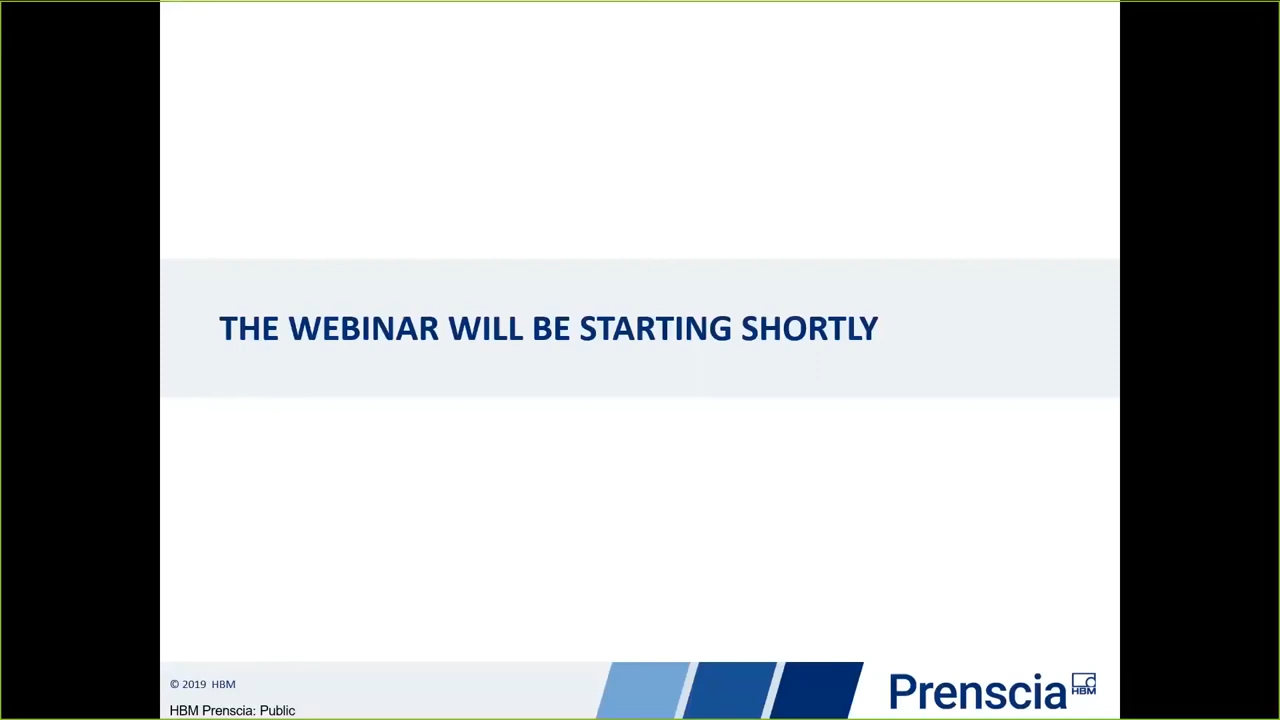 THE WEBINAR WILL BE STARTING SHORTLY
© 2019 HBM
HBM Prenscia: Public
Prenscia
HBM